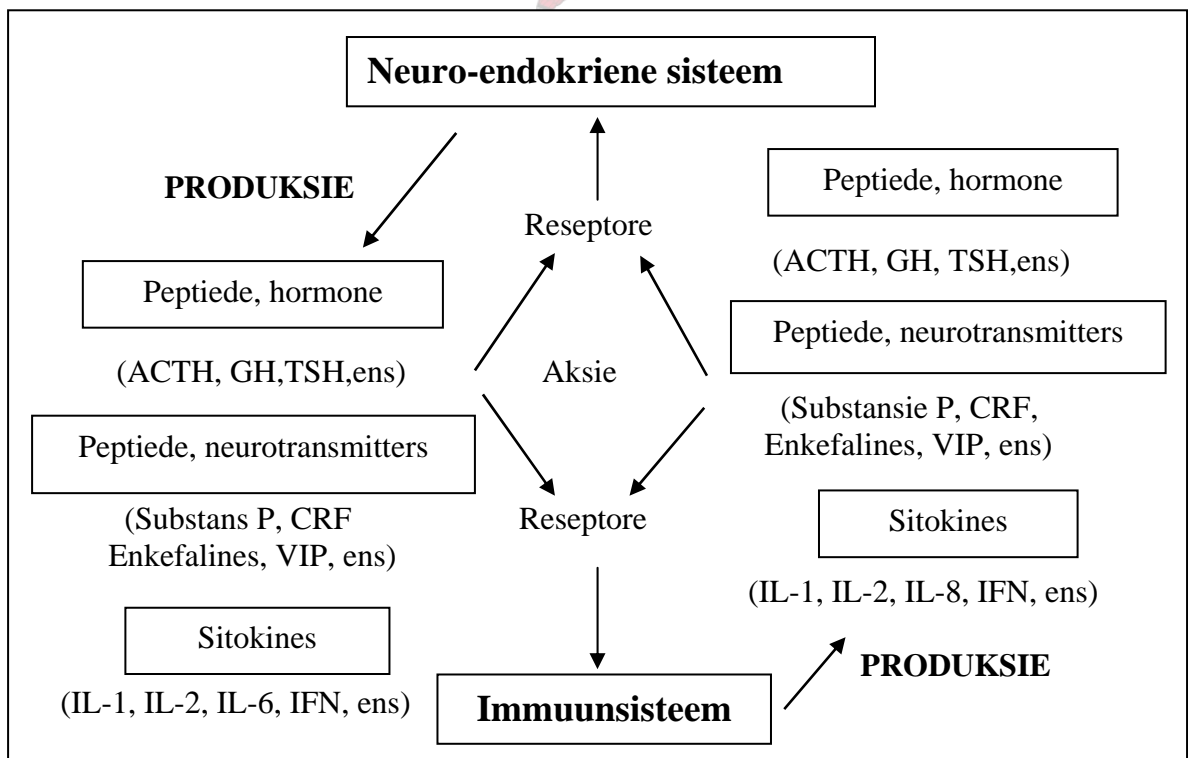 Neuro-endokriene sisteem
PRODUKSIE
Peptiede, hormone
Reseptore
(ACTH, GH, TSH,ens)
Peptiede, hormone
Peptiede, neurotransmitters
(ACTH, GH,TSH,ens)
Aksie
(Substansie P, CRF,
Enkefalines, VIP, ens)
Peptiede, neurotransmitters
(Substans P, CRF
Enkefalines, VIP, ens)
Reseptore
Sitokines
(IL-1, IL-2, IL-8, IFN, ens)
Sitokines
PRODUKSIE
(IL-1, IL-2, IL-6, IFN, ens)
Immuunsisteem